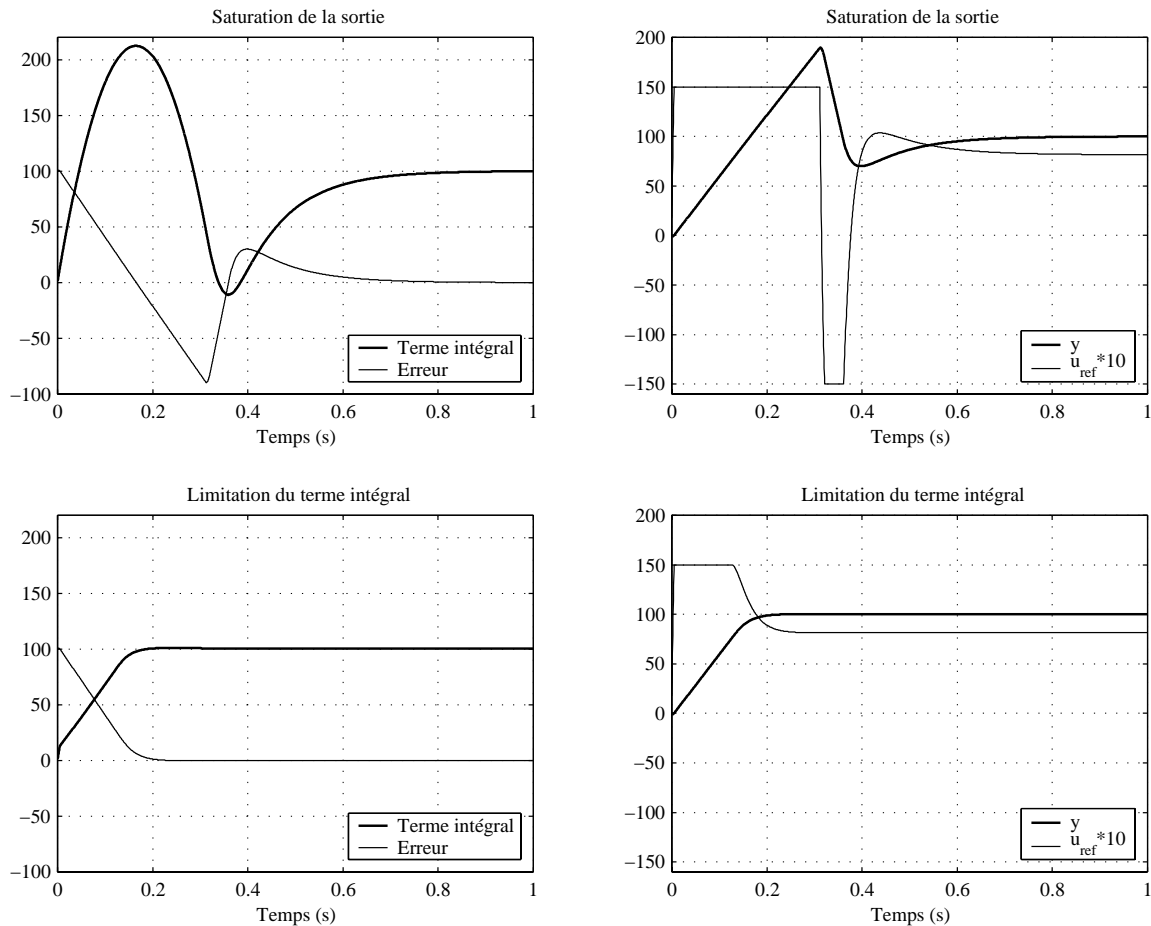 Saturation de la sortie
200
150
100
50
0
−50
−100
0 0.2 0.4 0.6 0.8 1
Temps (s)
Terme intégral
Erreur
Saturation de la sortie
200
150
100
50
0
−50
−100
−150
0 0.2 0.4 0.6 0.8 1
Temps (s)
y
u_ref*10
Limitation du terme intégral
200
150
100
50
0
−50
−100
0 0.2 0.4 0.6 0.8 1
Temps (s)
Terme intégral
Erreur
Limitation du terme intégral
200
150
100
50
0
−50
−100
−150
0 0.2 0.4 0.6 0.8 1
Temps (s)
y
u_ref*10